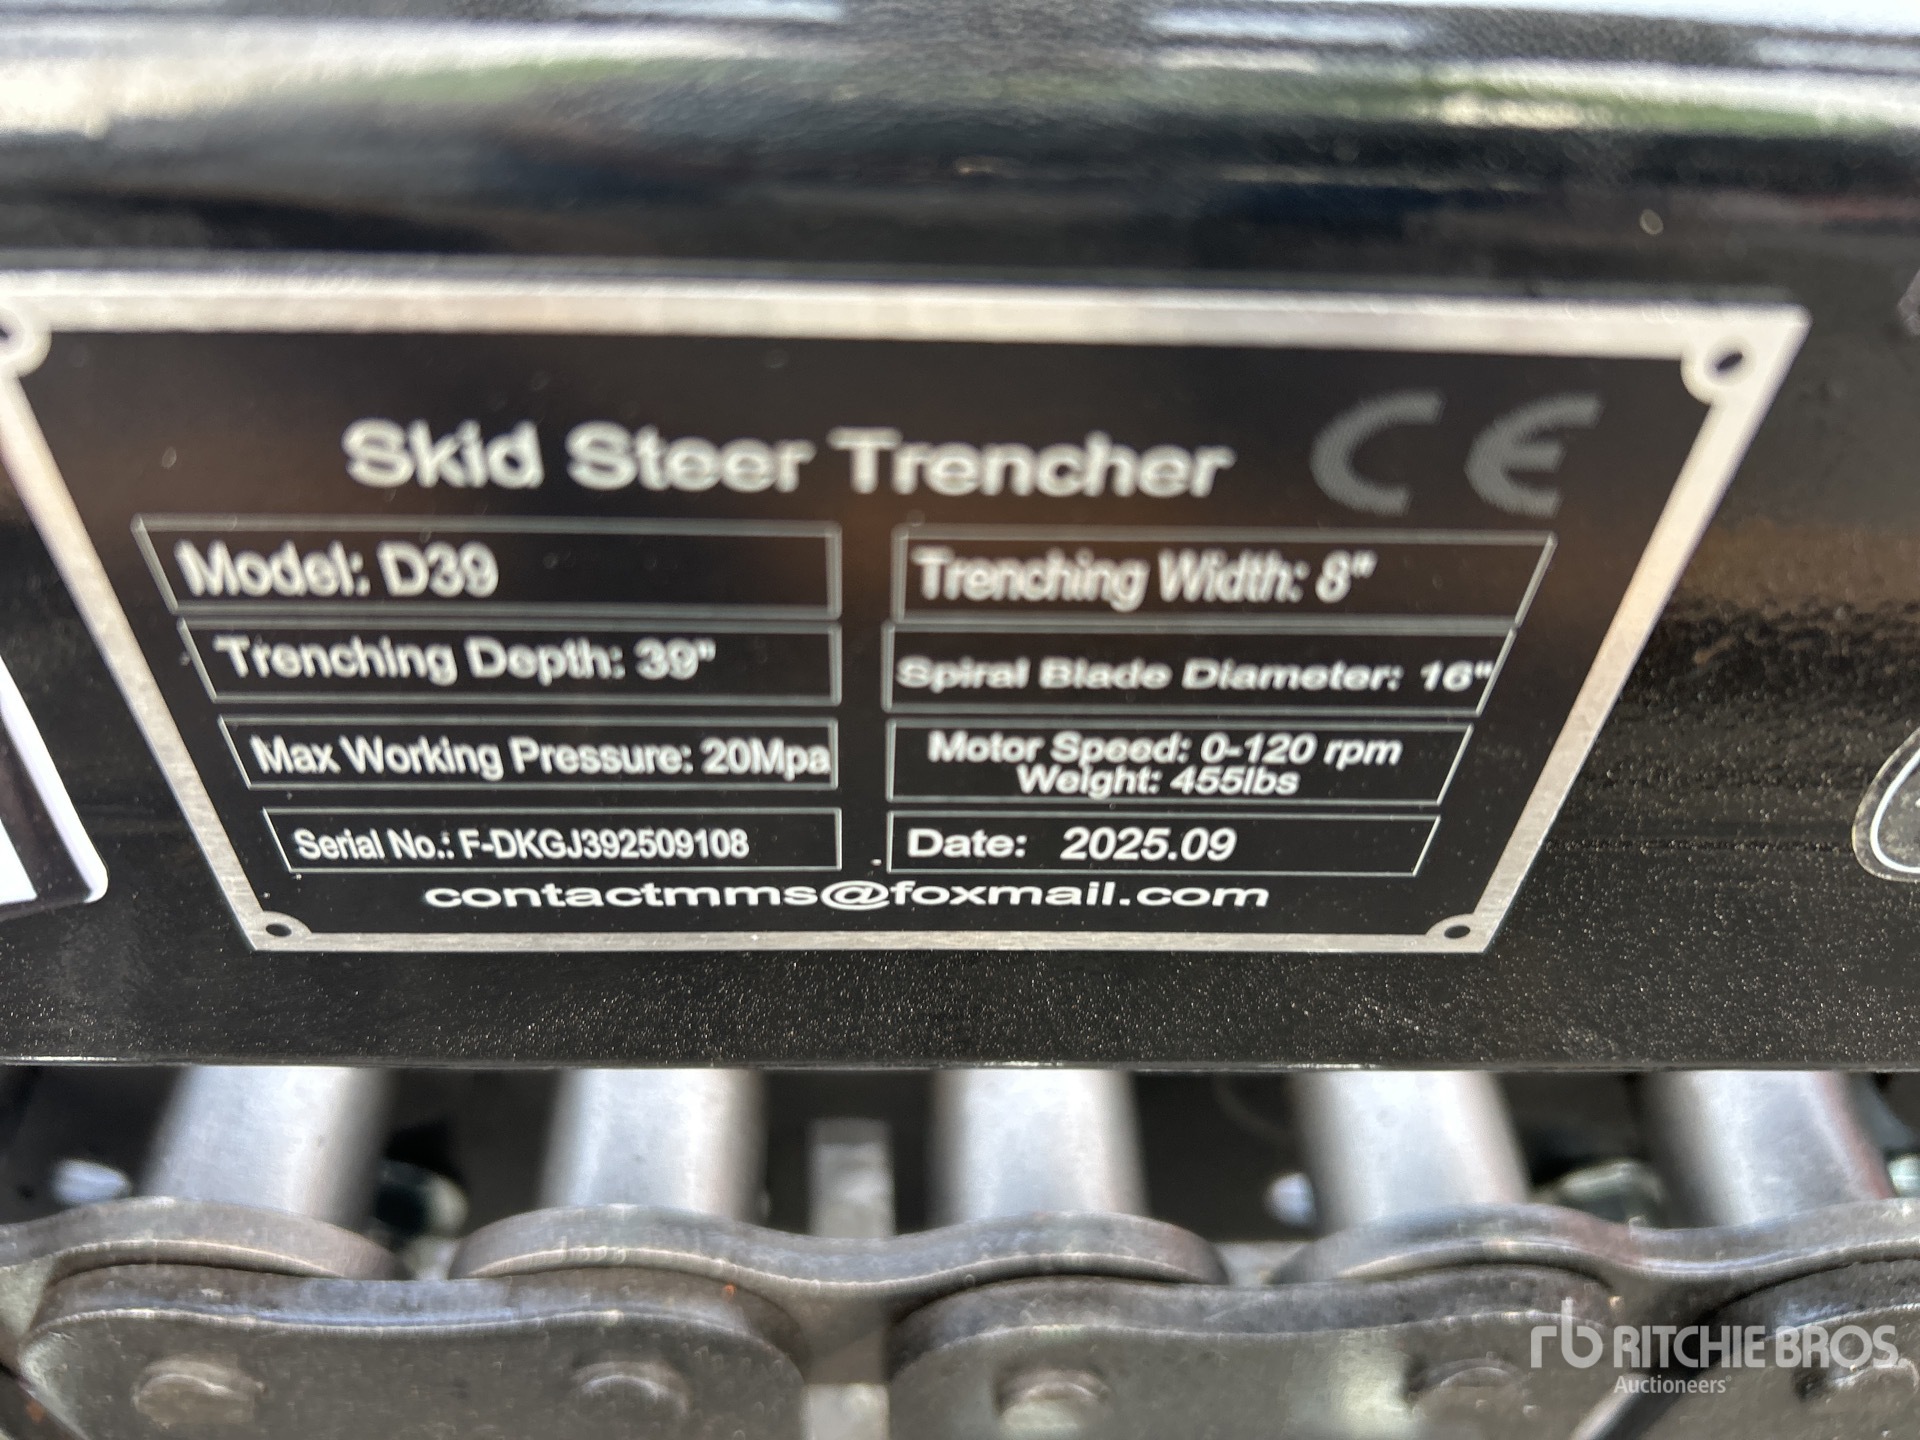 Skid Steer Trencher CE
Model: D39
Trenching Width: 8"
Trenching Depth: 39"
Spiral Blade Diameter: 16"
Max Working Pressure: 20Mpa
Motor Speed: 0-120 rpm
Weight: 455lbs
Serial No.: F-DKGJ392509108
Date: 2025.09
contactmms@foxmail.com
rb RITCHIE BROS.
Auctioneers